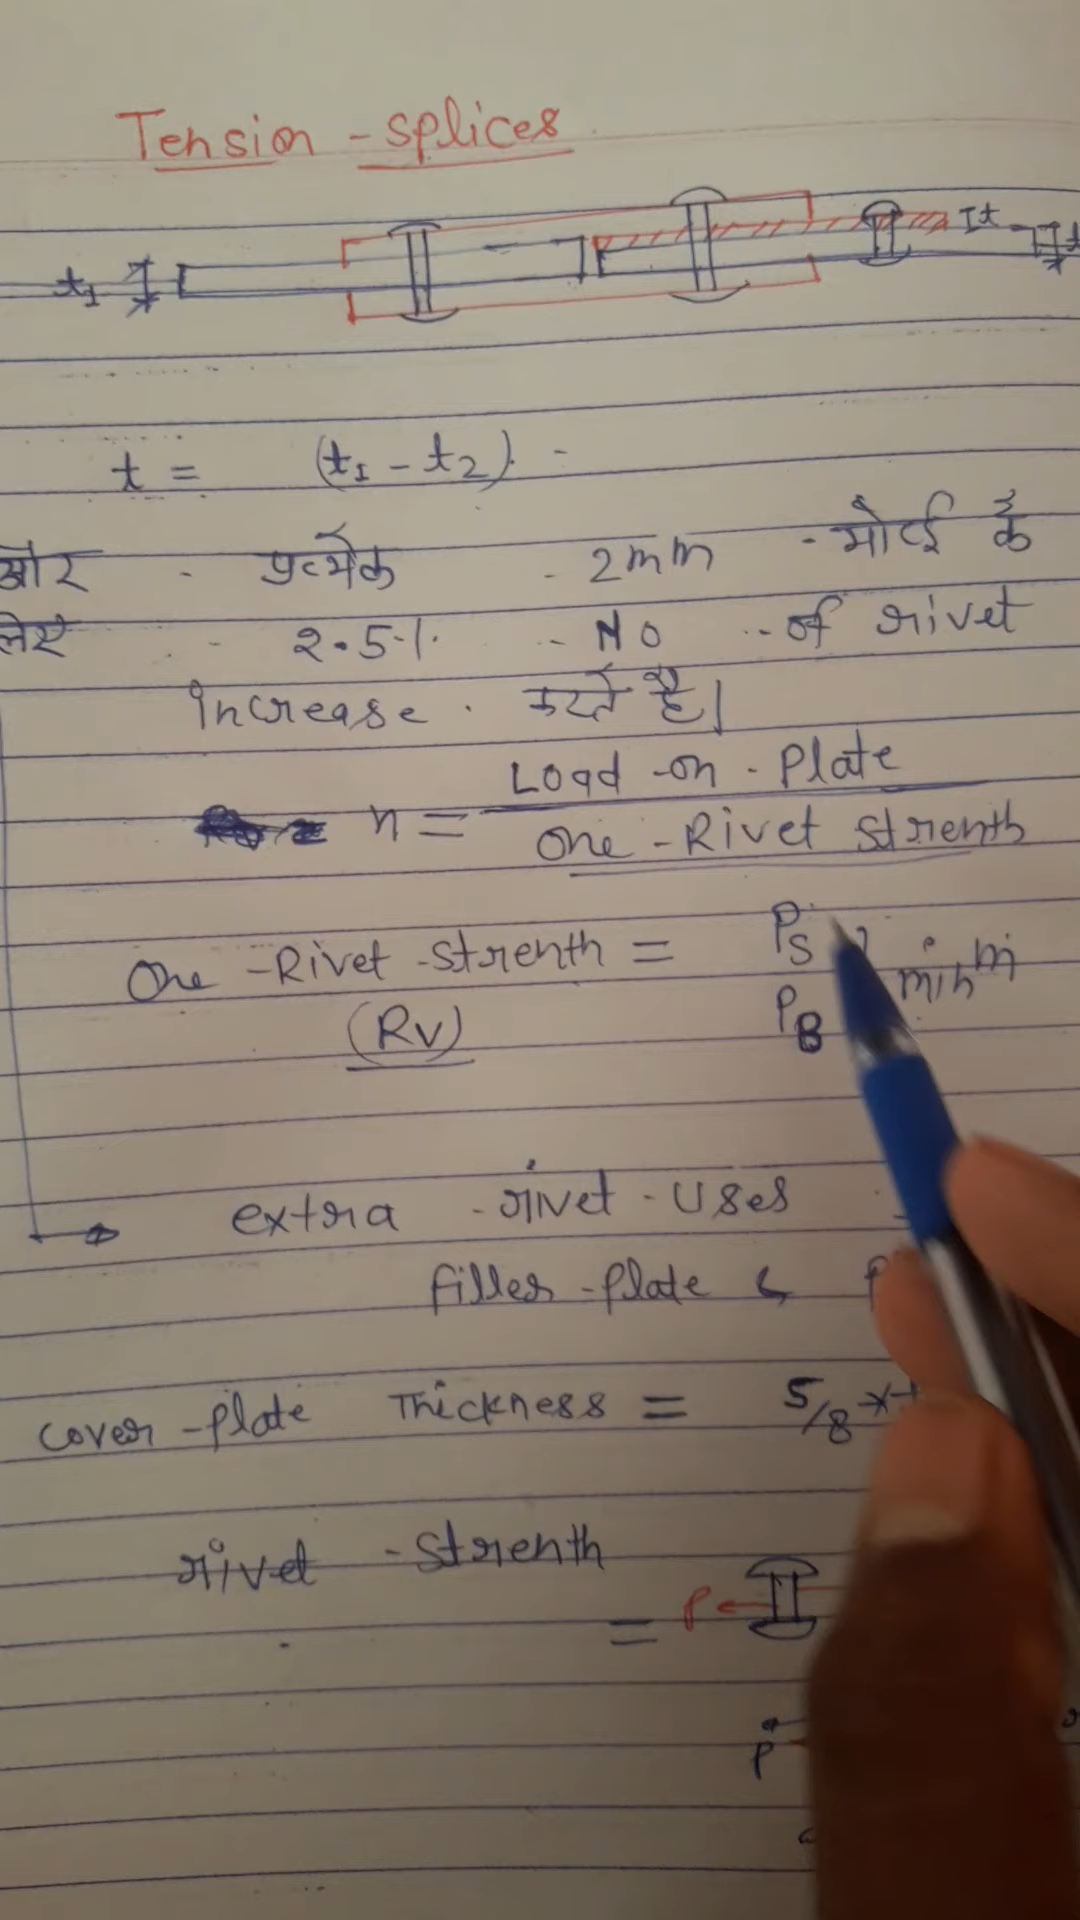 Tension - splices
t1 t t
t = (t1 - t2).
और प्रत्येक 2mm मोटाई के
लिए 2.5% No of rivet
increase करते है।
n = Load on Plate
One - Rivet Strenth
One - Rivet - Strenth = PS minm
(Rv) PB
extra rivet - Uses
filler - plate &
cover - plate Thickness = 5/8 ×
rivet - Strenth
= P
P